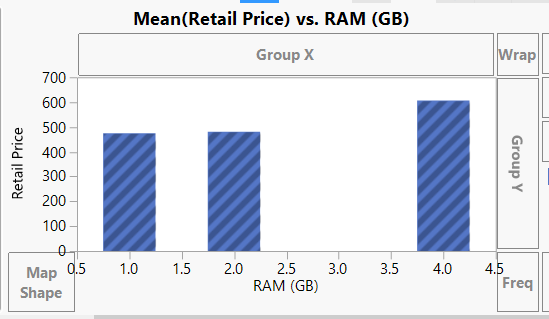 Mean(Retail Price) vs. RAM (GB)
Group X
Wrap
Retail Price
700
600
500
400
300
200
100
0
Group Y
Map
Shape
0.5 1.0 1.5 2.0 2.5 3.0 3.5 4.0 4.5
RAM (GB)
Freq